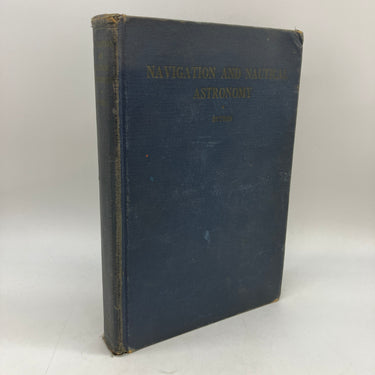 NAVIGATION AND NAUTICAL
ASTRONOMY